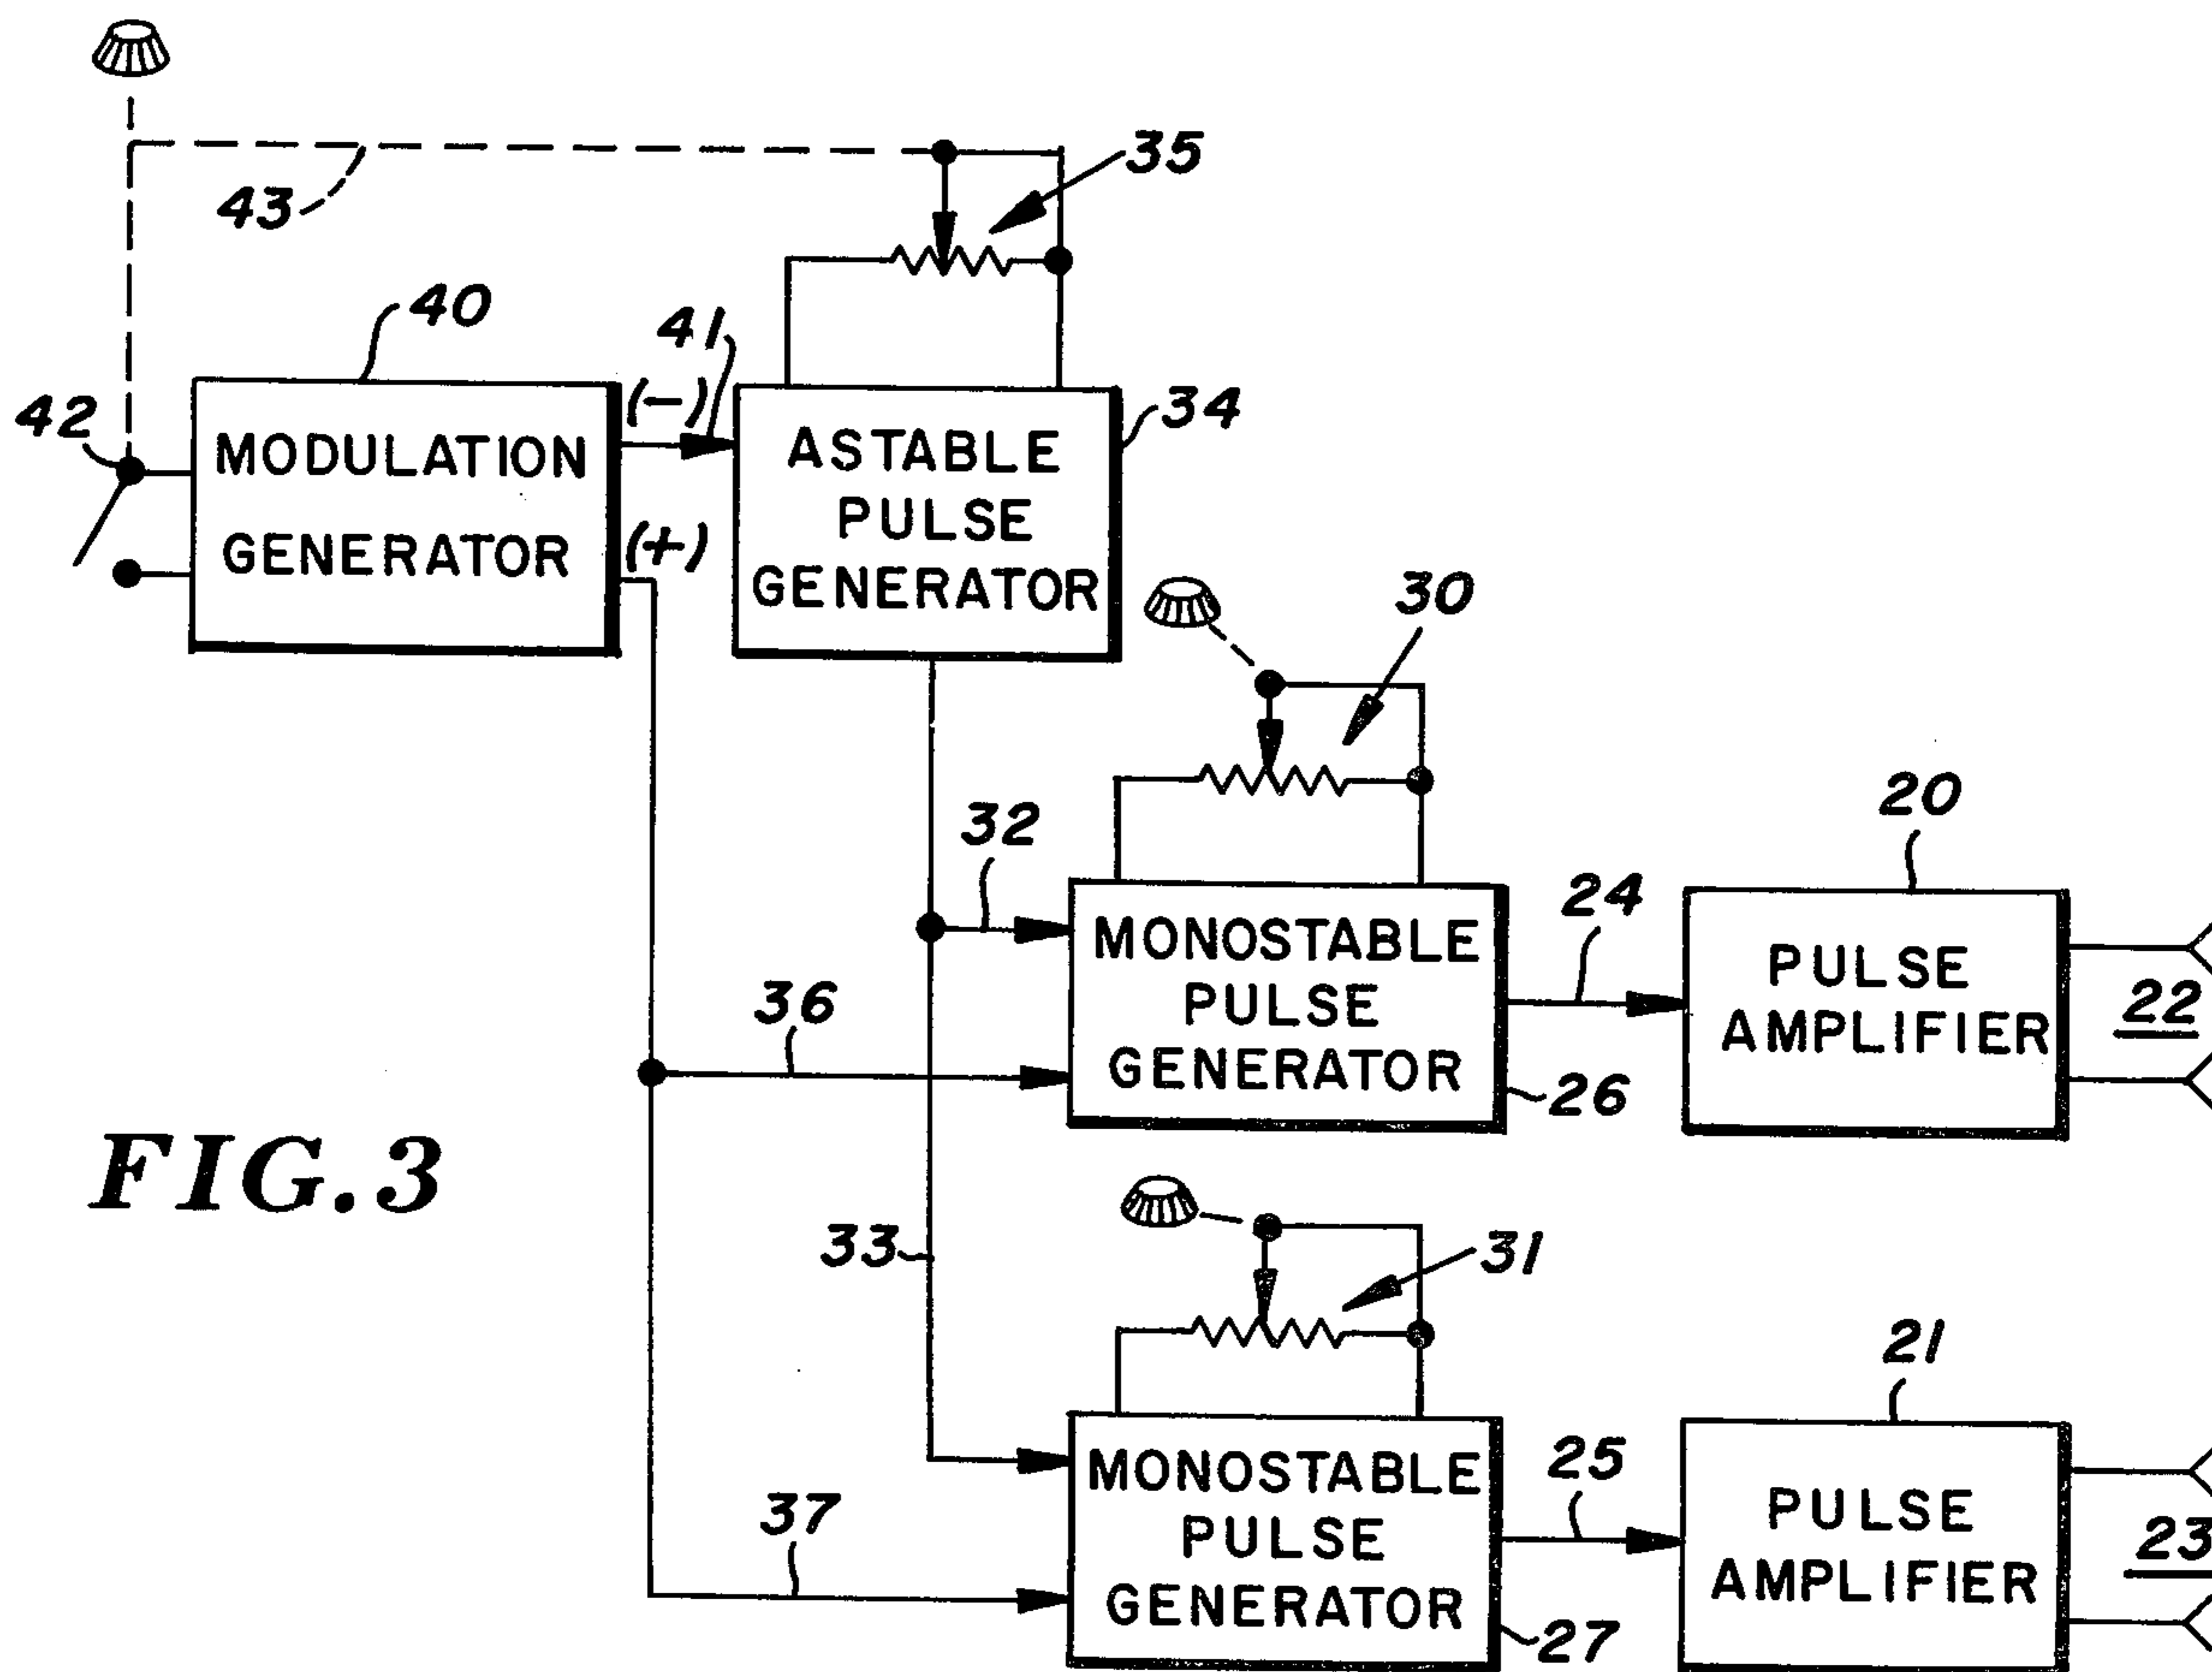 35
43
40
41
(-)
34
42
MODULATION
GENERATOR
(+)
ASTABLE
PULSE
GENERATOR
30
20
32
24
MONOSTABLE
PULSE
GENERATOR
PULSE
AMPLIFIER
22
36
26
FIG.3
33
31
21
25
MONOSTABLE
PULSE
GENERATOR
PULSE
AMPLIFIER
23
37
27